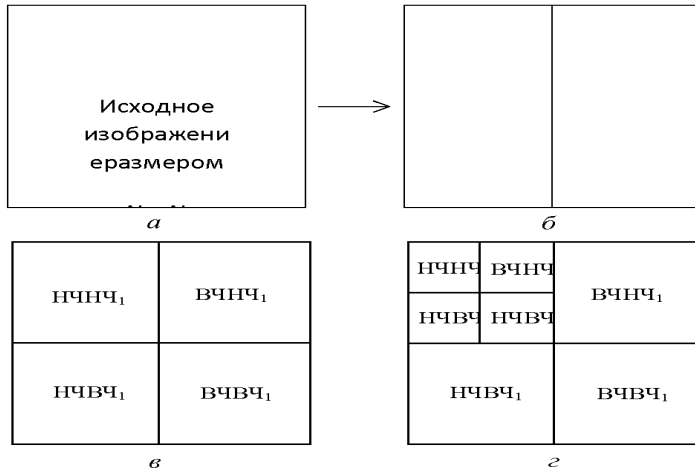 Исходное
изображени
еразмером
а
б
НЧНЧ₁
ВЧНЧ₁
НЧВЧ₁
ВЧВЧ₁
в
НЧНЧ
ВЧНЧ
НЧВЧ
НЧВЧ
ВЧНЧ₁
НЧВЧ₁
ВЧВЧ₁
г